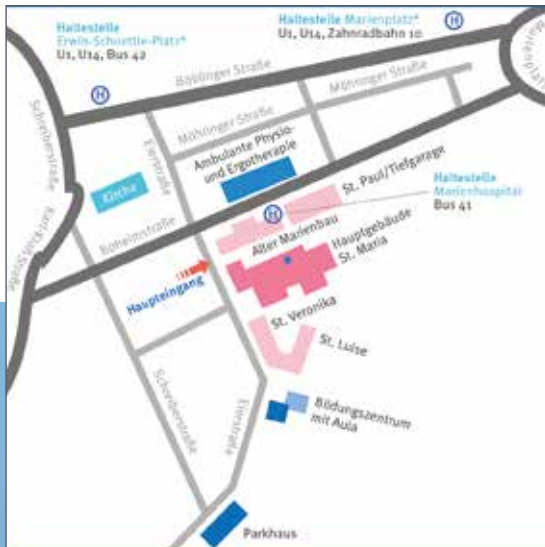 Haltestelle
Erwin-Schoettle-Platz*
U1, U14, Bus 42
Haltestelle Marienplatz*
U1, U14, Zahnradbahn 10
H
H
Marienplatz
Böblinger Straße
Möhringer Straße
Möhringer Straße
Schreiberstraße
Eierstraße
Ambulante Physio-
und Ergotherapie
Kirche
St. Paul/Tiefgarage
Haltestelle
Marienhospital
Bus 41
H
Karl-Kloß-Straße
Böheimstraße
Alter Marienbau
Hauptgebäude
St. Maria
Haupteingang
St. Veronika
St. Luise
Schreiberstraße
Eierstraße
Bildungszentrum
mit Aula
Parkhaus